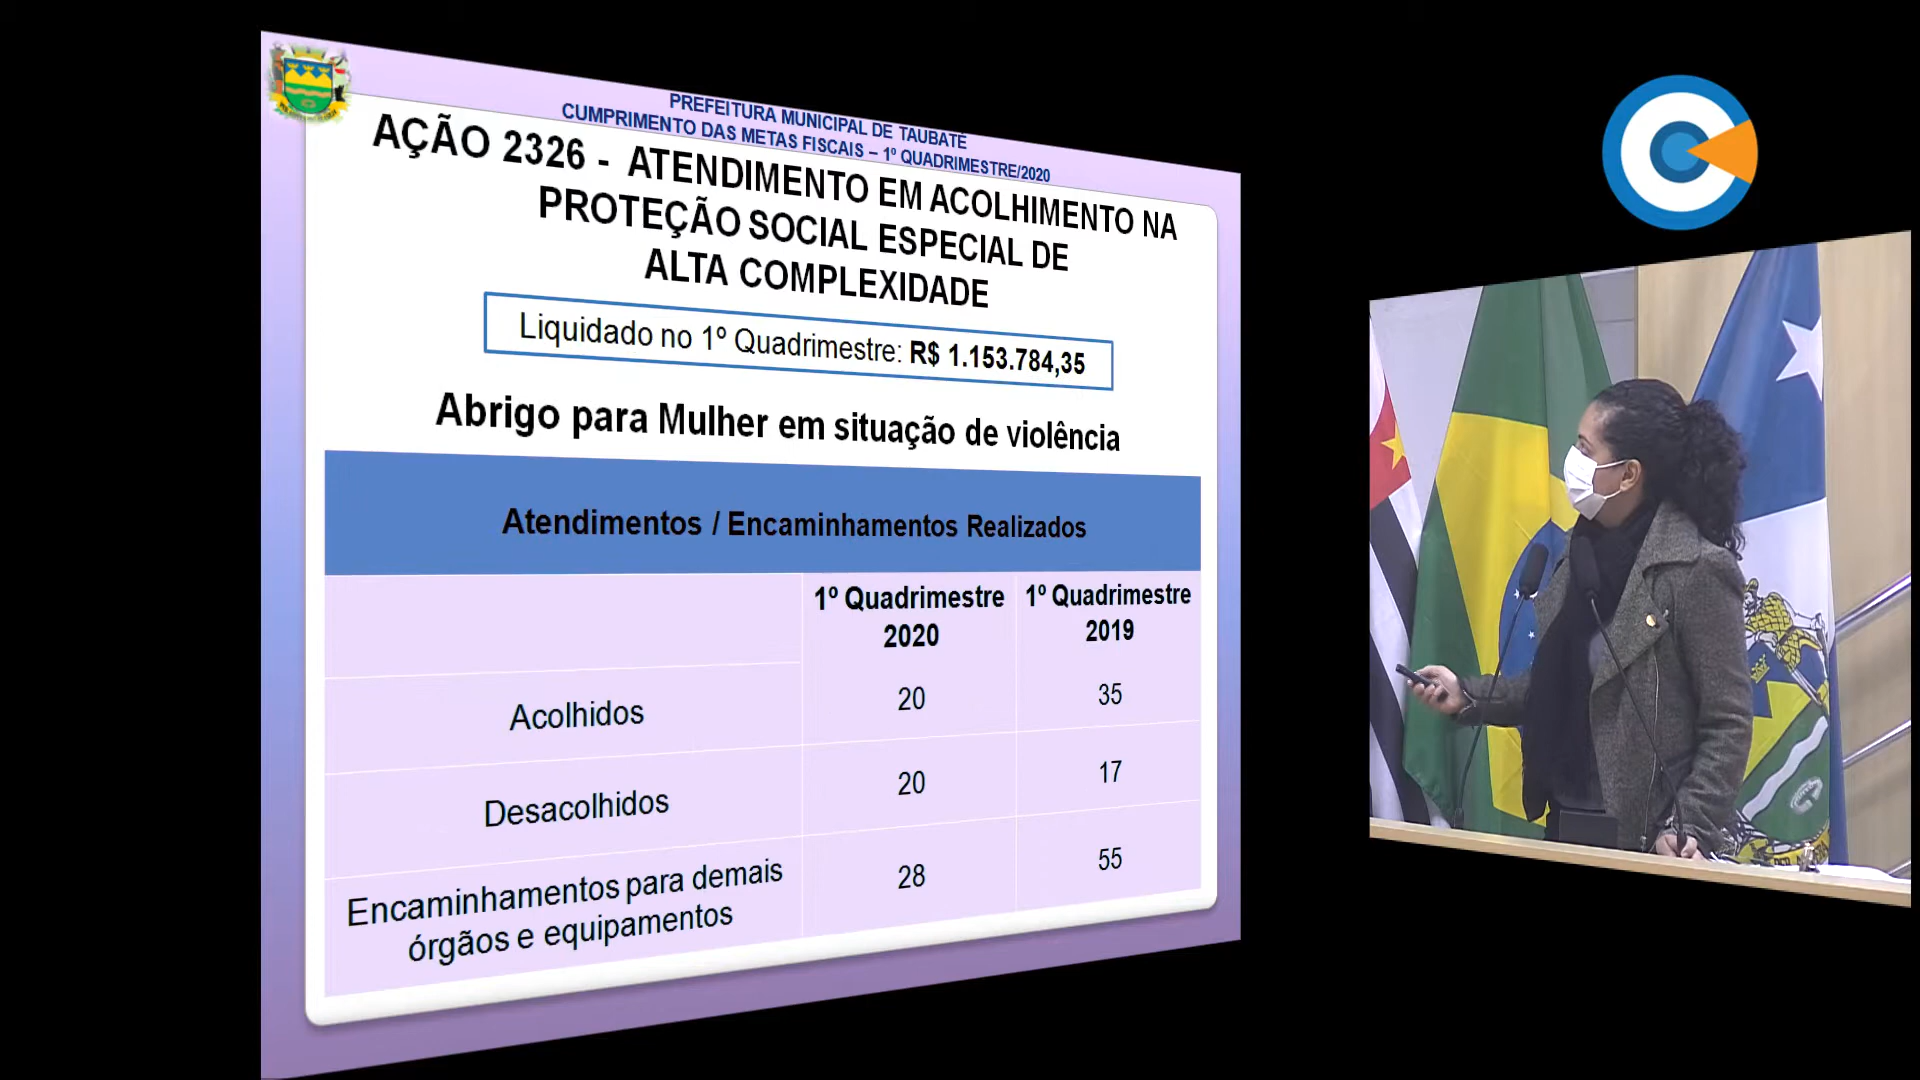 PREFEITURA MUNICIPAL DE TAUBATÉ
CUMPRIMENTO DAS METAS FISCAIS – 1º QUADRIMESTRE/2020
AÇÃO 2326 - ATENDIMENTO EM ACOLHIMENTO NA
PROTEÇÃO SOCIAL ESPECIAL DE
ALTA COMPLEXIDADE
Liquidado no 1º Quadrimestre: R$ 1.153.784,35
Abrigo para Mulher em situação de violência
Atendimentos / Encaminhamentos Realizados
1º Quadrimestre 1º Quadrimestre
2020 2019
Acolhidos 20 35
Desacolhidos 20 17
Encaminhamentos para demais 28 55
órgãos e equipamentos